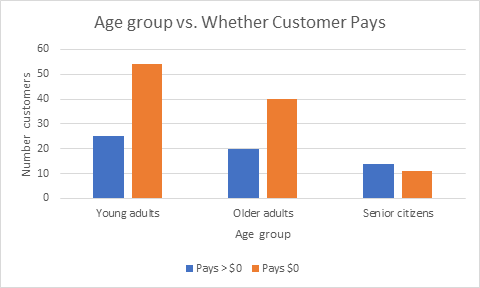 Age group vs. Whether Customer Pays
60
50
40
30
20
10
0
Number customers
Young adults
Older adults
Senior citizens
Age group
Pays > $0
Pays $0